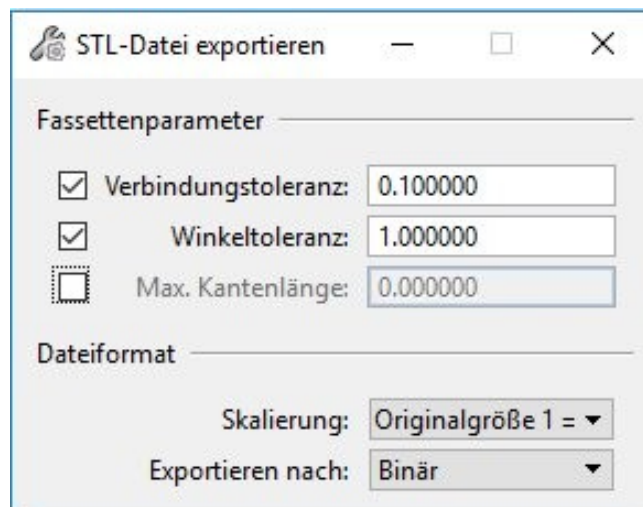 STL-Datei exportieren
Fassettenparameter
Verbindungstoleranz: 0.100000
Winkeltoleranz: 1.000000
Max. Kantenlänge: 0.000000
Dateiformat
Skalierung: Originalgröße 1 =
Exportieren nach: Binär